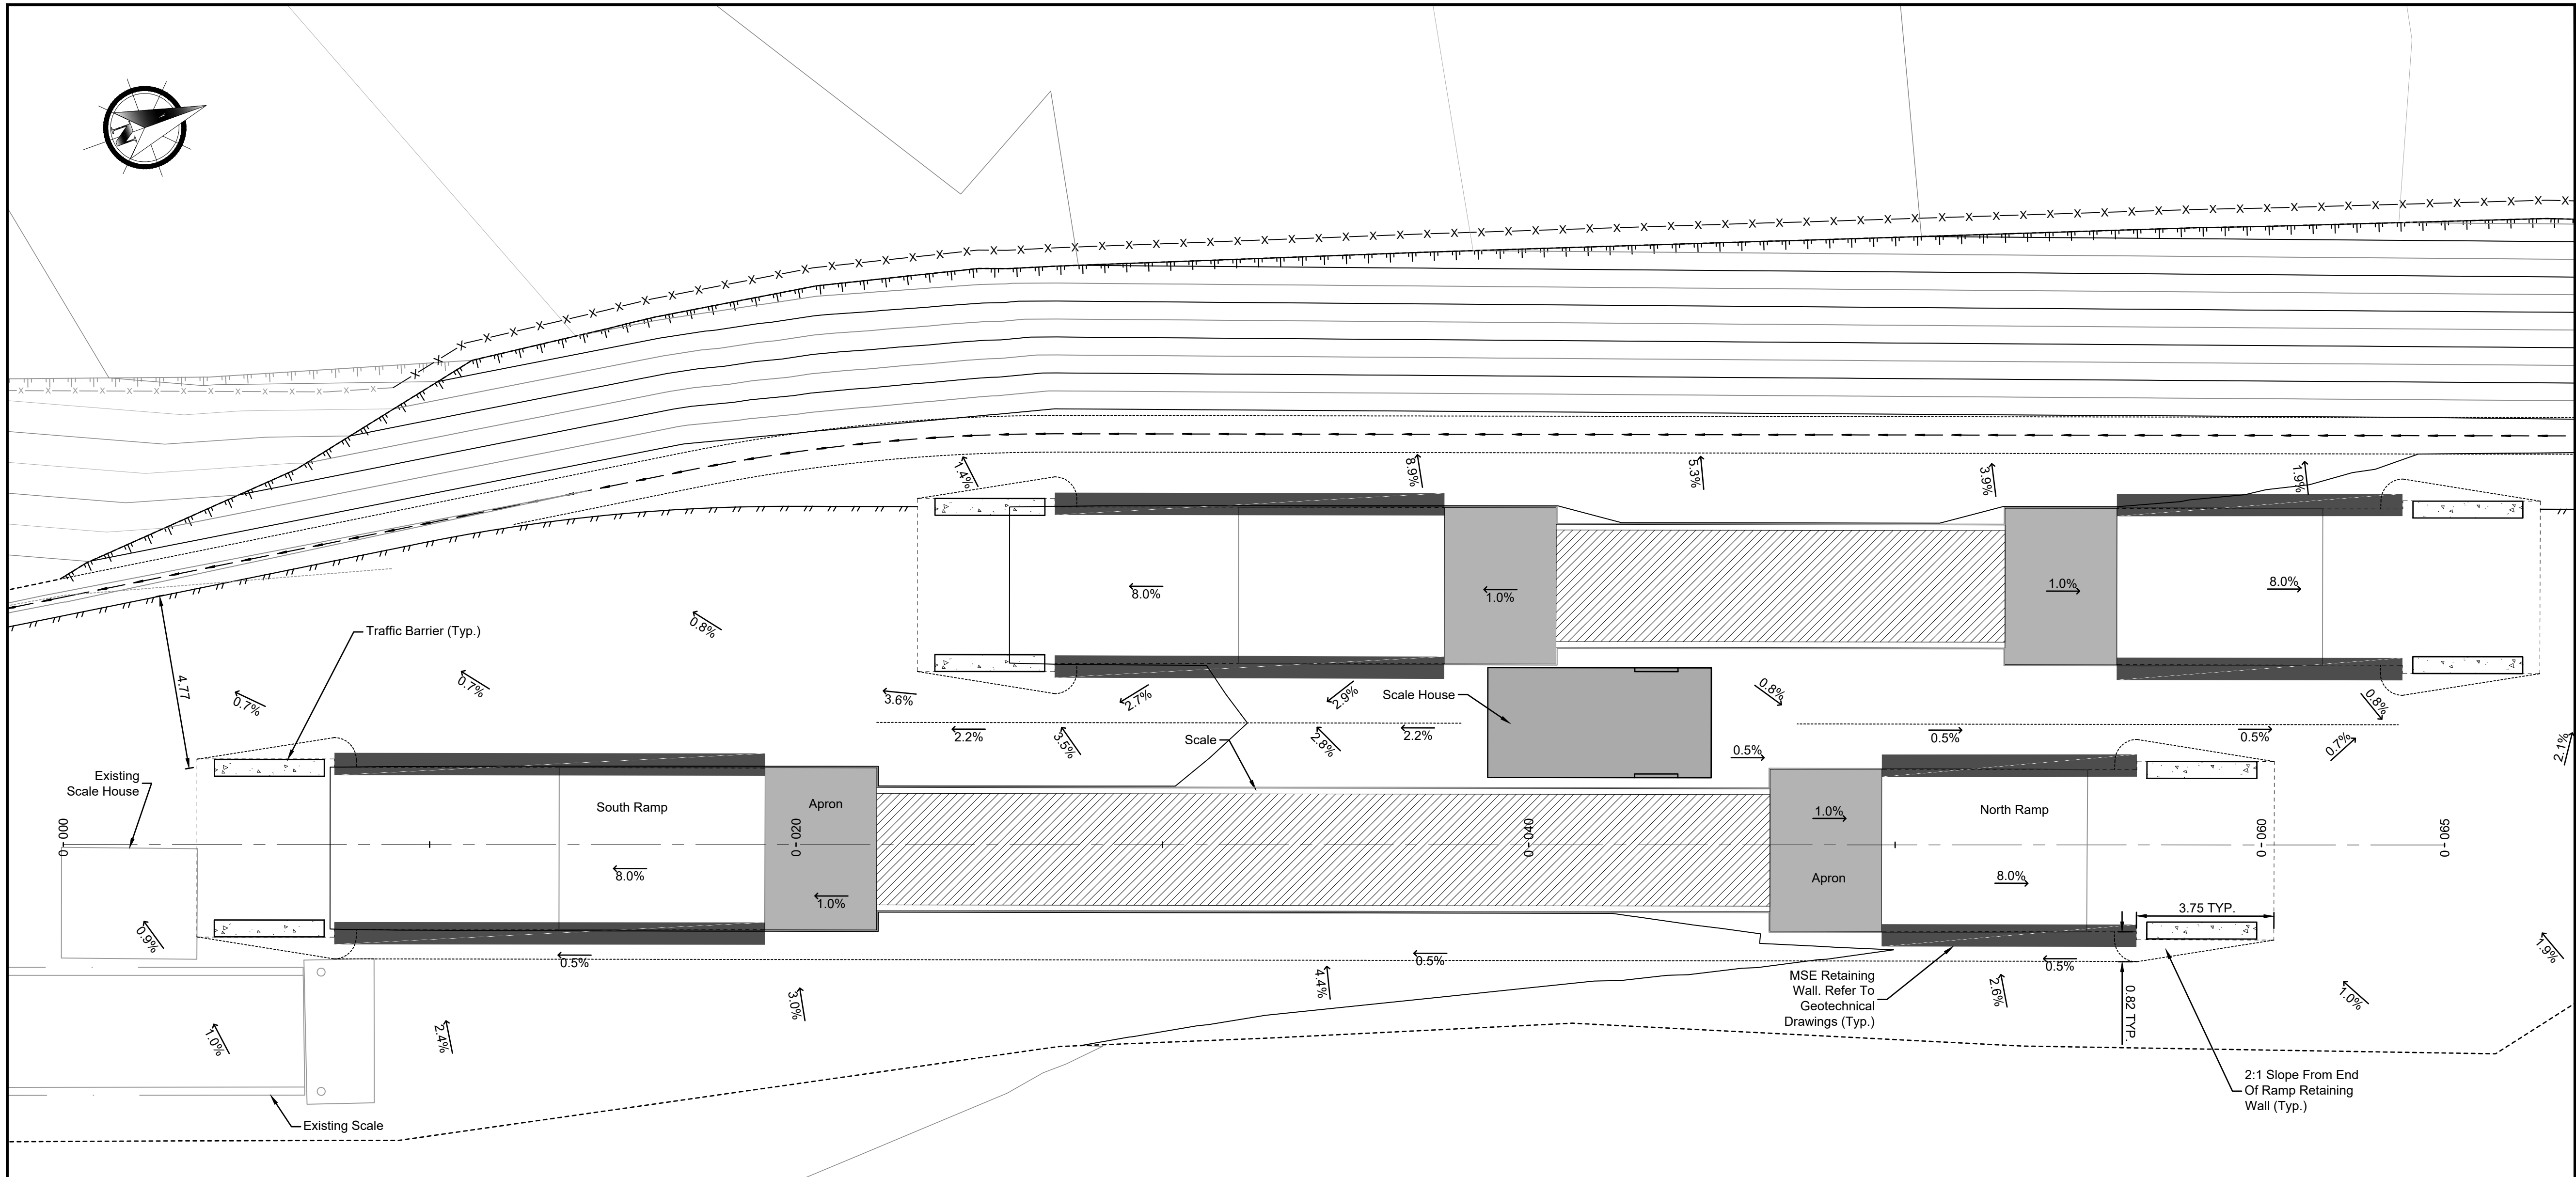 N
1.4%
8.9%
5.3%
3.9%
1.9%
8.0%
1.0%
1.0%
8.0%
Traffic Barrier (Typ.)
0.8%
4.77
0.7%
0.7%
3.6%
2.7%
2.9%
Scale House
0.8%
0.8%
2.2%
3.5%
Scale
2.8%
2.2%
0.5%
0.5%
0.5%
0.7%
2.1%
Existing
Scale House
South Ramp
Apron
1.0%
North Ramp
0 - 000
0 - 020
0 - 040
0 - 060
0 - 065
8.0%
1.0%
Apron
8.0%
3.75 TYP.
0.9%
0.5%
0.5%
0.5%
1.9%
MSE Retaining
Wall. Refer To
Geotechnical
Drawings (Typ.)
4.4%
3.0%
2.6%
0.82 TYP.
1.0%
1.0%
2.4%
2:1 Slope From End
Of Ramp Retaining
Wall (Typ.)
Existing Scale